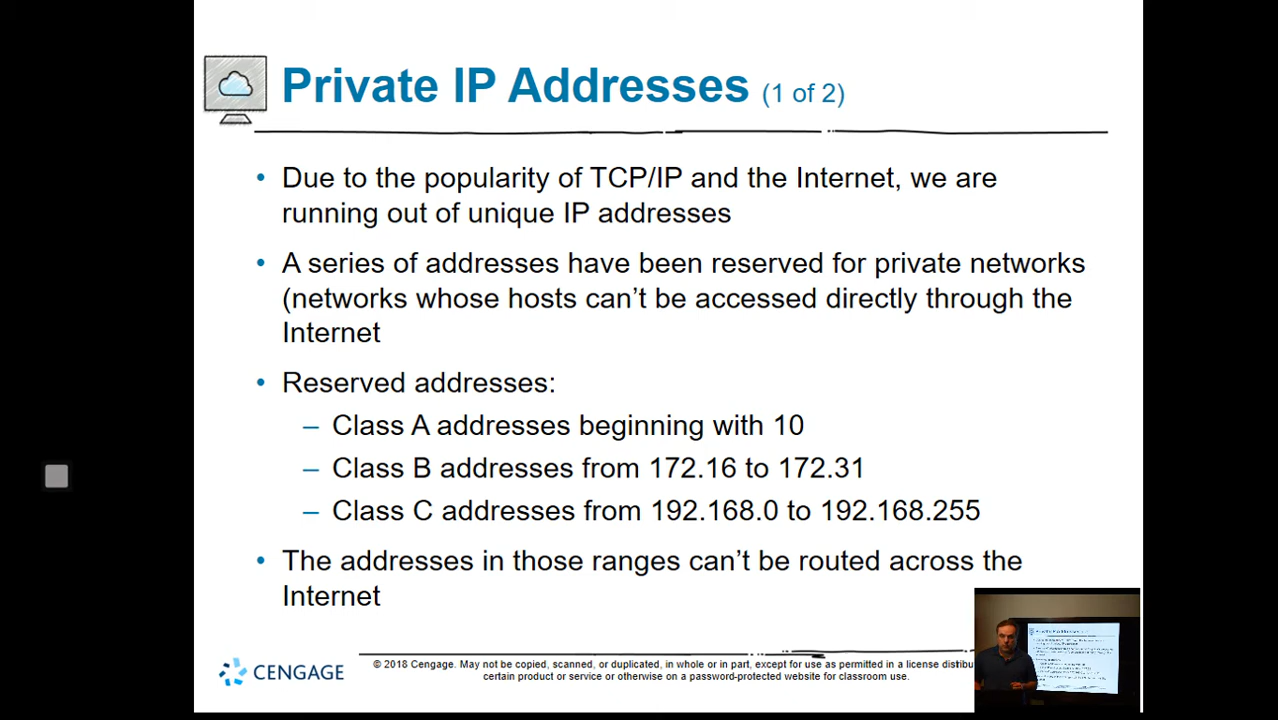 Private IP Addresses (1 of 2)
• Due to the popularity of TCP/IP and the Internet, we are
running out of unique IP addresses
• A series of addresses have been reserved for private networks
(networks whose hosts can’t be accessed directly through the
Internet
• Reserved addresses:
– Class A addresses beginning with 10
– Class B addresses from 172.16 to 172.31
– Class C addresses from 192.168.0 to 192.168.255
• The addresses in those ranges can’t be routed across the
Internet
CENGAGE
© 2018 Cengage. May not be copied, scanned, or duplicated, in whole or in part, except for use as permitted in a license
certain product or service or otherwise on a password-protected website for classroom use.
Private IP Addresses